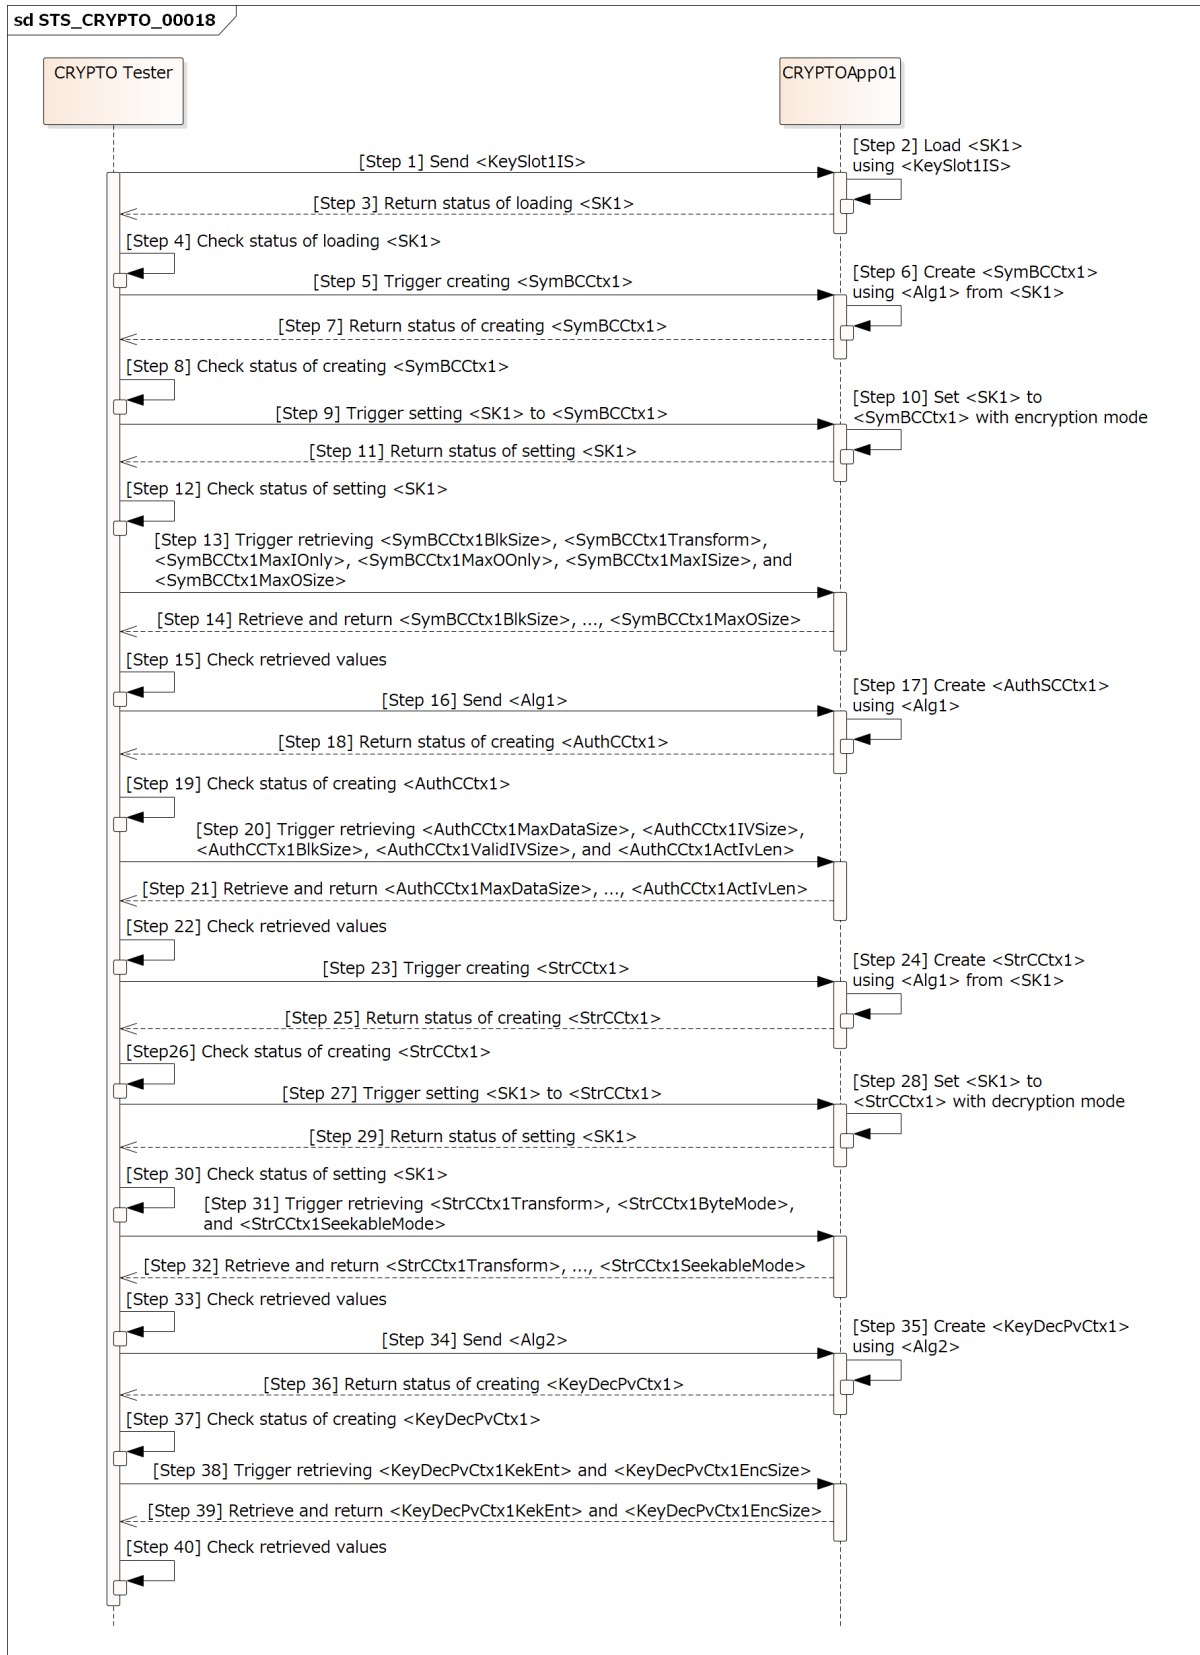 sd STS_CRYPTO_00018
CRYPTO Tester
CRYPTOApp01
[Step 1] Send <KeySlot1IS>
[Step 2] Load <SK1>
using <KeySlot1IS>
[Step 3] Return status of loading <SK1>
[Step 4] Check status of loading <SK1>
[Step 5] Trigger creating <SymBCCtx1>
[Step 6] Create <SymBCCtx1>
using <Alg1> from <SK1>
[Step 7] Return status of creating <SymBCCtx1>
[Step 8] Check status of creating <SymBCCtx1>
[Step 9] Trigger setting <SK1> to <SymBCCtx1>
[Step 10] Set <SK1> to
<SymBCCtx1> with encryption mode
[Step 11] Return status of setting <SK1>
[Step 12] Check status of setting <SK1>
[Step 13] Trigger retrieving <SymBCCtx1BlkSize>, <SymBCCtx1Transform>,
<SymBCCtx1MaxIOnly>, <SymBCCtx1MaxOOnly>, <SymBCCtx1MaxISize>, and
<SymBCCtx1MaxOSize>
[Step 14] Retrieve and return <SymBCCtx1BlkSize>, ..., <SymBCCtx1MaxOSize>
[Step 15] Check retrieved values
[Step 16] Send <Alg1>
[Step 17] Create <AuthSCCtx1>
using <Alg1>
[Step 18] Return status of creating <AuthCCtx1>
[Step 19] Check status of creating <AuthCCtx1>
[Step 20] Trigger retrieving <AuthCCtx1MaxDataSize>, <AuthCCtx1IVSize>,
<AuthCCTx1BlkSize>, <AuthCCtx1ValidIVSize>, and <AuthCCtx1ActIvLen>
[Step 21] Retrieve and return <AuthCCtx1MaxDataSize>, ..., <AuthCCtx1ActIvLen>
[Step 22] Check retrieved values
[Step 23] Trigger creating <StrCCtx1>
[Step 24] Create <StrCCtx1>
using <Alg1> from <SK1>
[Step 25] Return status of creating <StrCCtx1>
[Step26] Check status of creating <StrCCtx1>
[Step 27] Trigger setting <SK1> to <StrCCtx1>
[Step 28] Set <SK1> to
<StrCCtx1> with decryption mode
[Step 29] Return status of setting <SK1>
[Step 30] Check status of setting <SK1>
[Step 31] Trigger retrieving <StrCCtx1Transform>, <StrCCtx1ByteMode>,
and <StrCCtx1SeekableMode>
[Step 32] Retrieve and return <StrCCtx1Transform>, ..., <StrCCtx1SeekableMode>
[Step 33] Check retrieved values
[Step 34] Send <Alg2>
[Step 35] Create <KeyDecPvCtx1>
using <Alg2>
[Step 36] Return status of creating <KeyDecPvCtx1>
[Step 37] Check status of creating <KeyDecPvCtx1>
[Step 38] Trigger retrieving <KeyDecPvCtx1KekEnt> and <KeyDecPvCtx1EncSize>
[Step 39] Retrieve and return <KeyDecPvCtx1KekEnt> and <KeyDecPvCtx1EncSize>
[Step 40] Check retrieved values